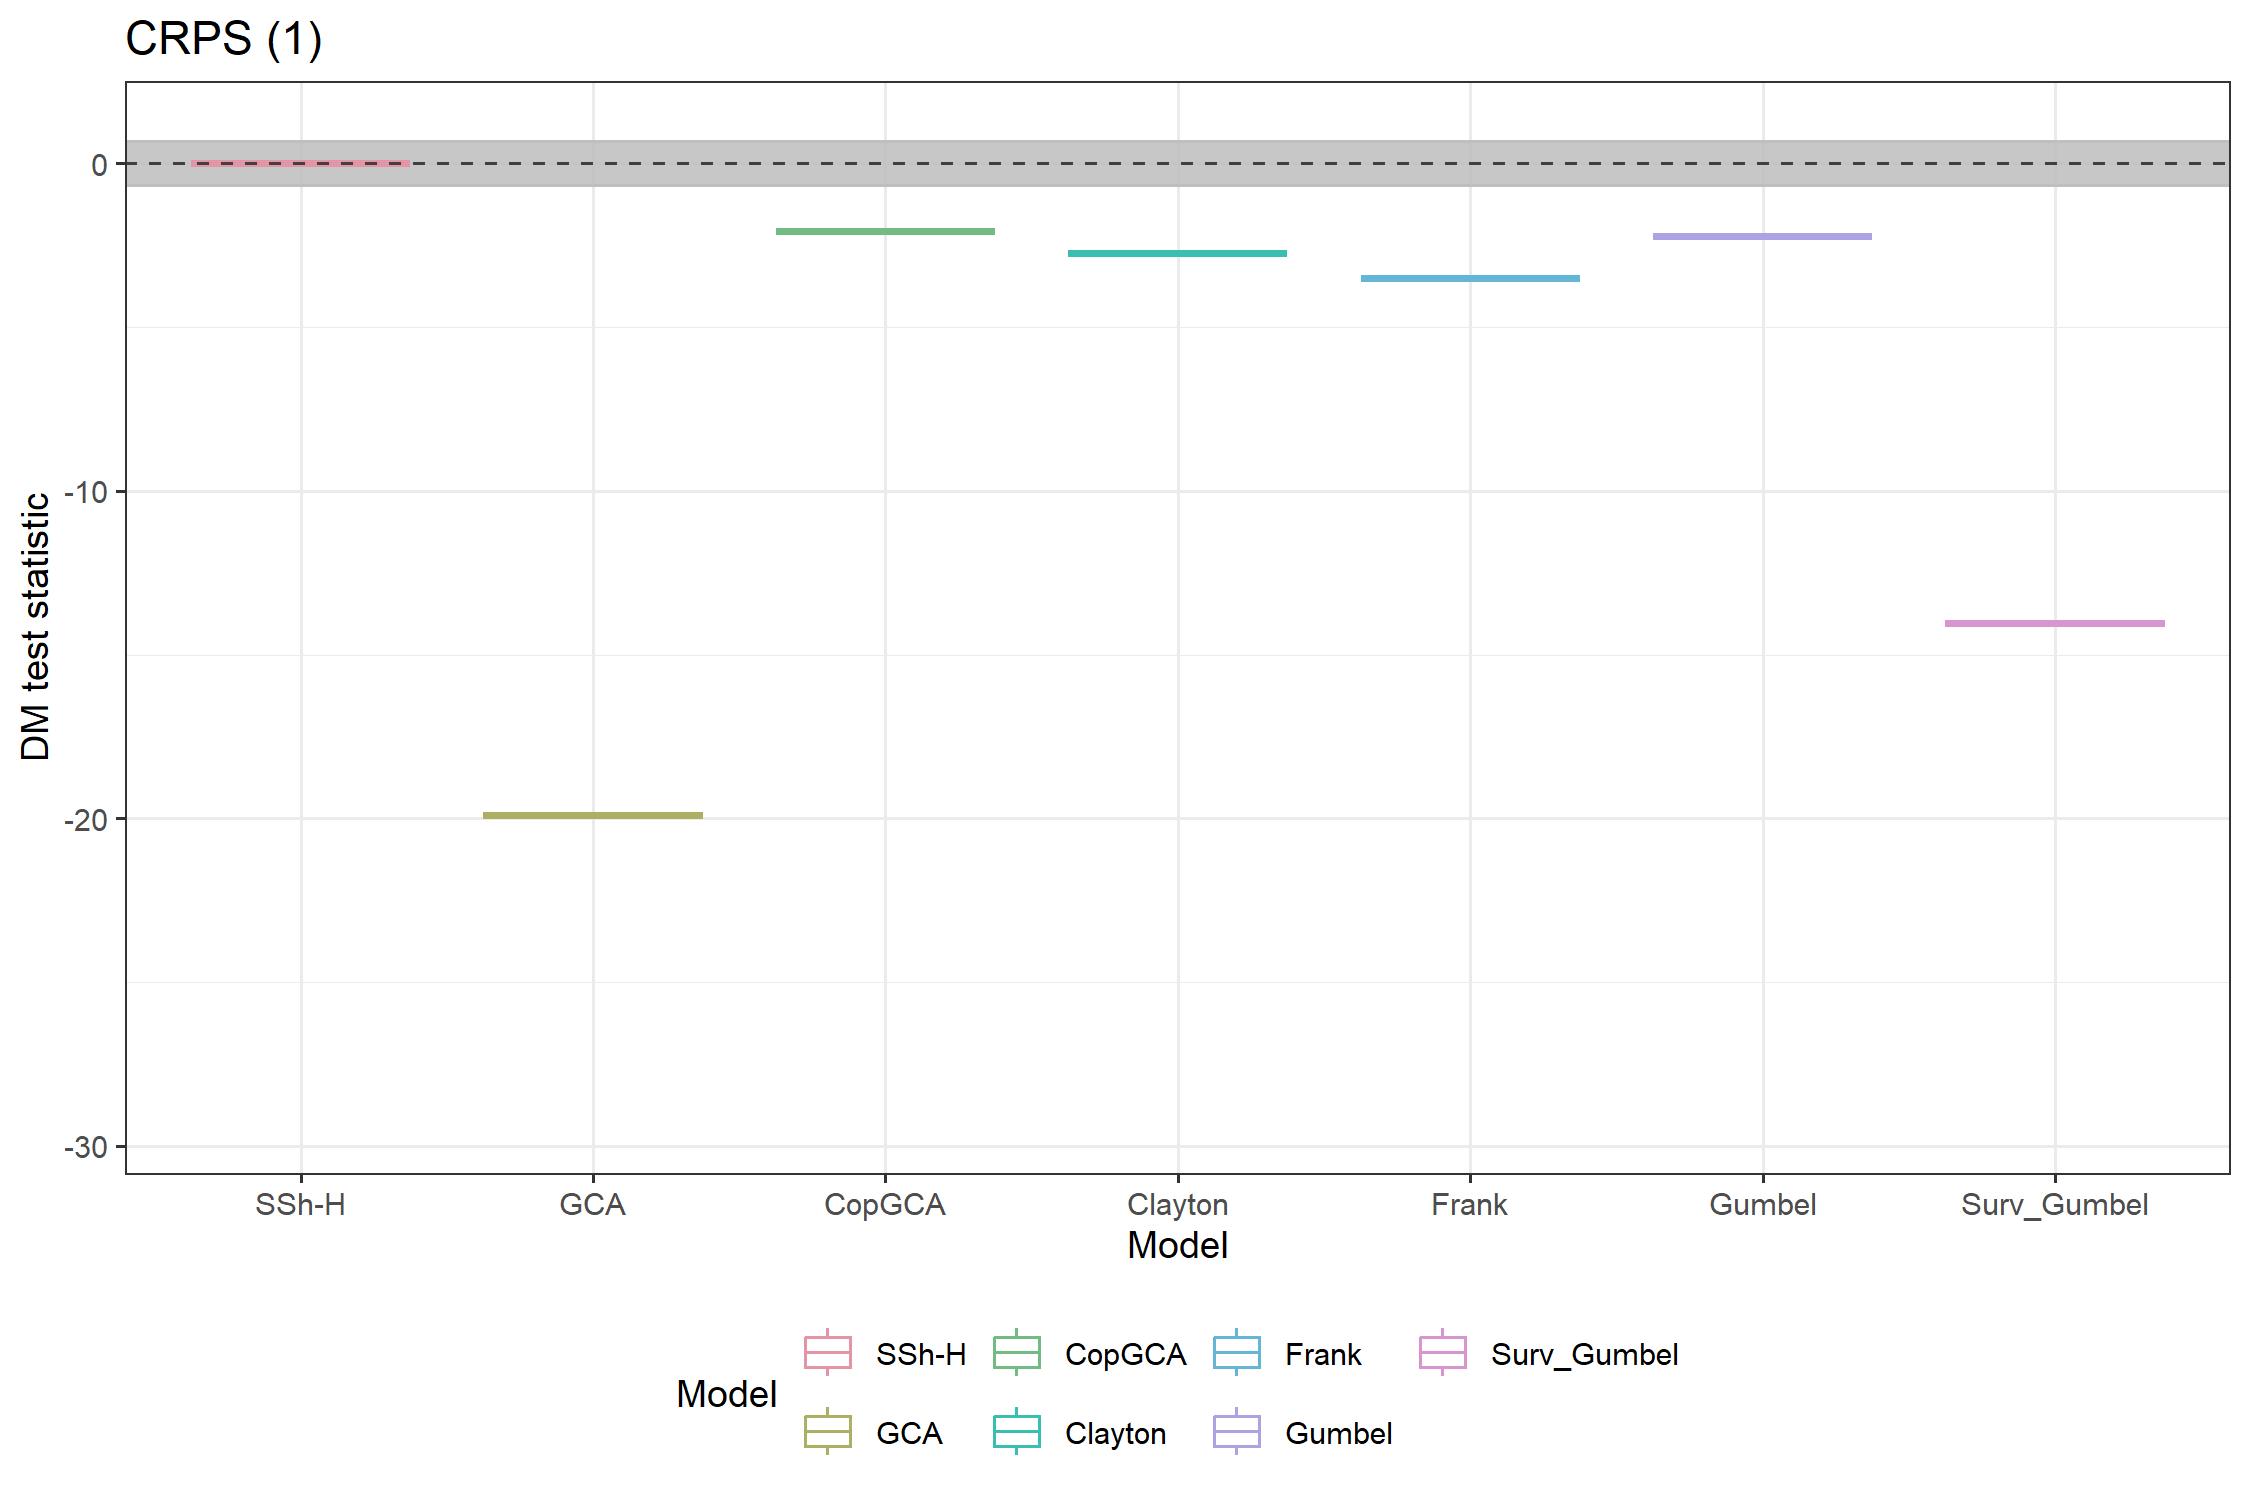 CRPS (1)
DM test statistic
0
-10
-20
-30
SSh-H GCA CopGCA Clayton Frank Gumbel Surv_Gumbel
Model
Model
SSh-H CopGCA Frank Surv_Gumbel
GCA Clayton Gumbel